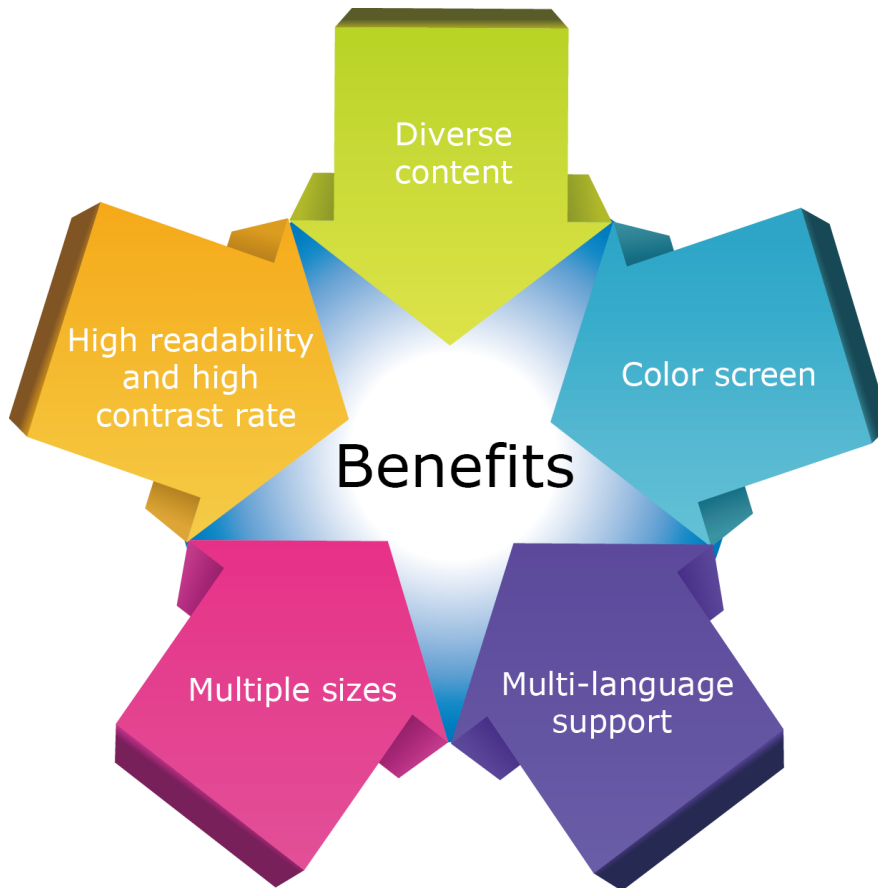 Diverse
content
High readability
and high
contrast rate
Color screen
Benefits
Multiple sizes
Multi-language
support